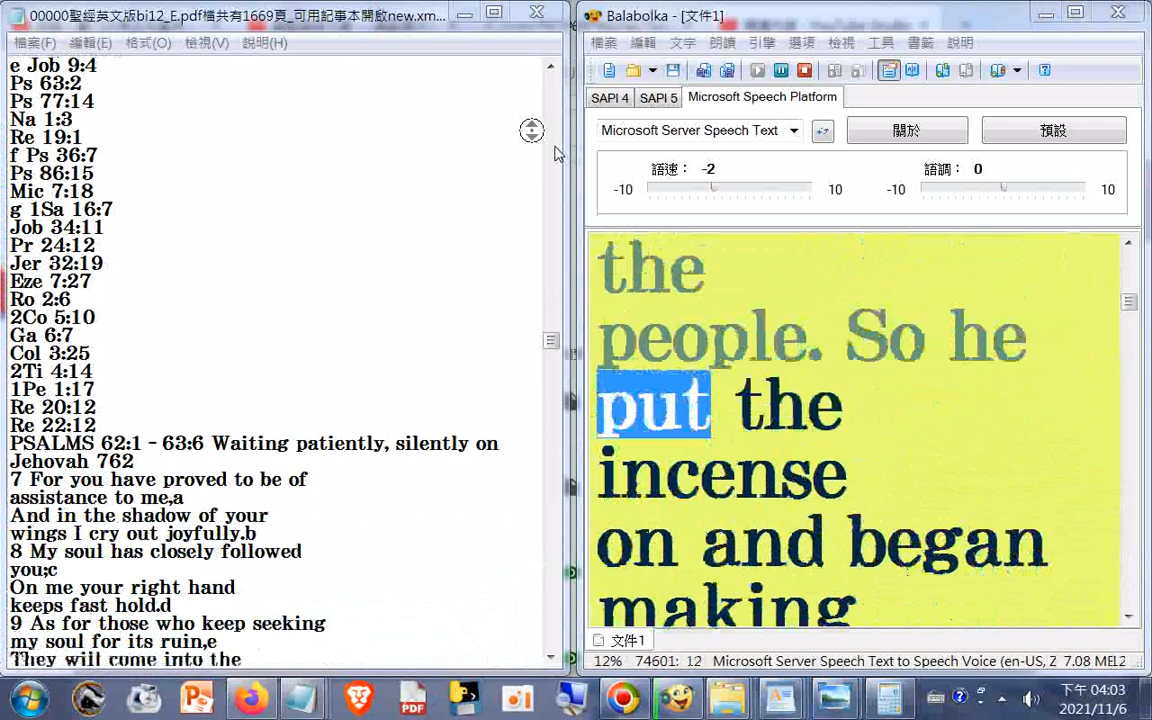 00000聖經英文版bi12_E.pdf檔共有1669頁_可用記事本開啟new.xm...
檔案(F) 編輯(E) 格式(O) 檢視(V) 說明(H)
e Job 9:4
Ps 63:2
Ps 77:14
Na 1:3
Re 19:1
f Ps 36:7
Ps 86:15
Mic 7:18
g 1Sa 16:7
Job 34:11
Pr 24:12
Jer 32:19
Eze 7:27
Ro 2:6
2Co 5:10
Ga 6:7
Col 3:25
2Ti 4:14
1Pe 1:17
Re 20:12
Re 22:12
PSALMS 62:1 - 63:6 Waiting patiently, silently on
Jehovah 762
7 For you have proved to be of
assistance to me,a
And in the shadow of your
wings I cry out joyfully.b
8 My soul has closely followed
you;c
On me your right hand
keeps fast hold.d
9 As for those who keep seeking
my soul for its ruin,e
They will come into the
Balabolka - [文件1]
檔案 編輯 文字 朗讀 引擎 選項 檢視 工具 書籤 說明
SAPI 4 SAPI 5 Microsoft Speech Platform
Microsoft Server Speech Text 關於 預設
語速： -2 語調： 0
-10 10 -10 10
the
people. So he
put the
incense
on and began
making
文件1
12% 74601: 12 Microsoft Server Speech Text to Speech Voice (en-US, Z 7.08 ME12
下午 04:03
2021/11/6